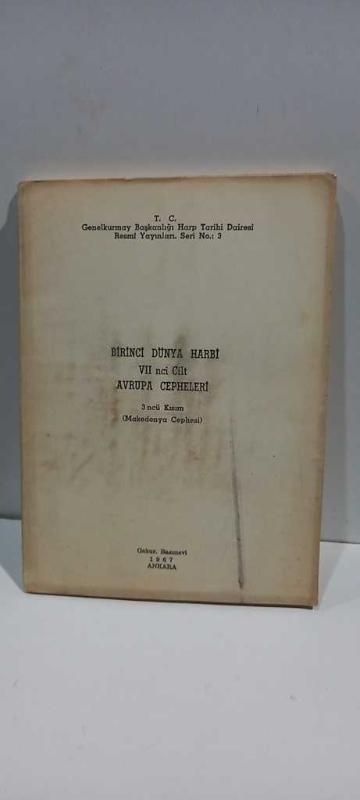 T. C.
Genelkurmay Başkanlığı Harp Tarihi Dairesi
Resmî Yayınları. Seri No.: 3
BİRİNCİ DÜNYA HARBİ
VII nci Cilt
AVRUPA CEPHELERİ
3 ncü Kısım
(Makedonya Cephesi)
Gnkur. Basımevi
1967
ANKARA